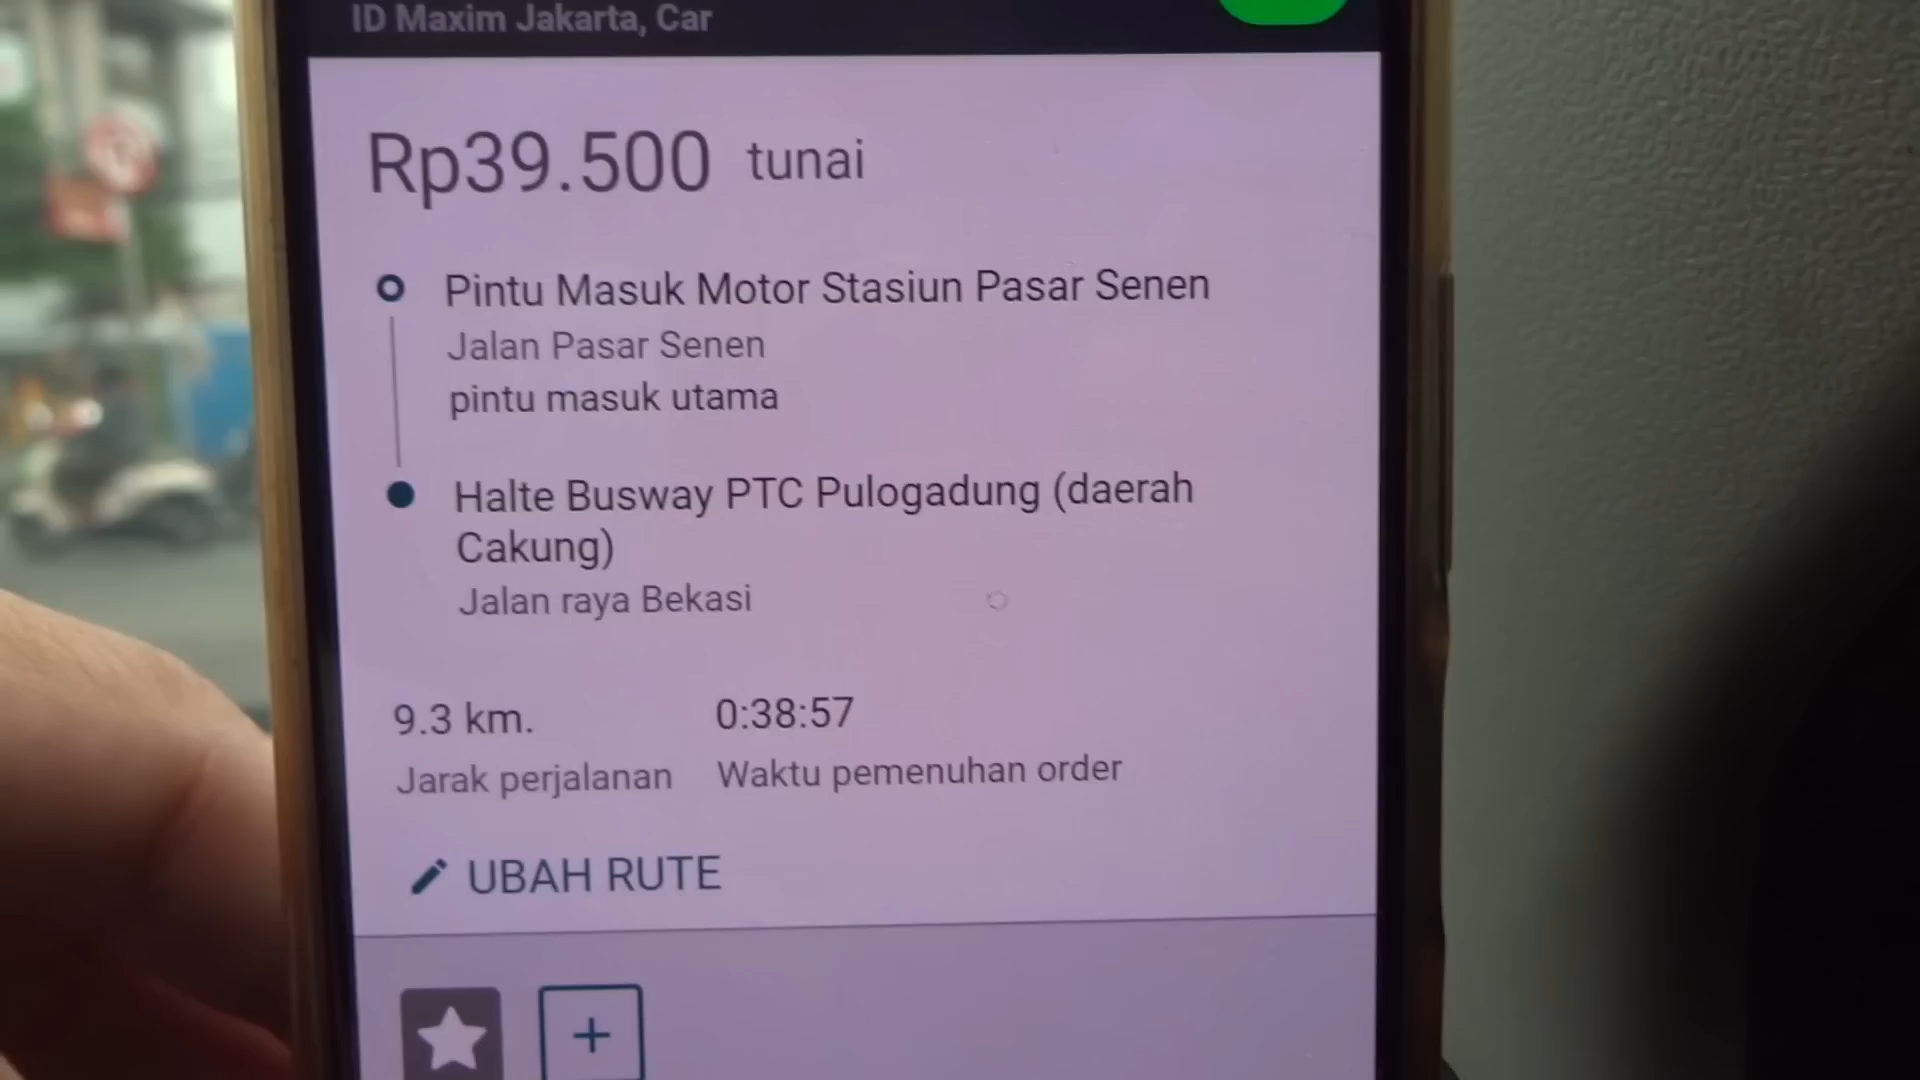 ID Maxim Jakarta, Car
Rp39.500 tunai
Pintu Masuk Motor Stasiun Pasar Senen
Jalan Pasar Senen
pintu masuk utama
Halte Busway PTC Pulogadung (daerah
Cakung)
Jalan raya Bekasi
9.3 km. 0:38:57
Jarak perjalanan Waktu pemenuhan order
UBAH RUTE